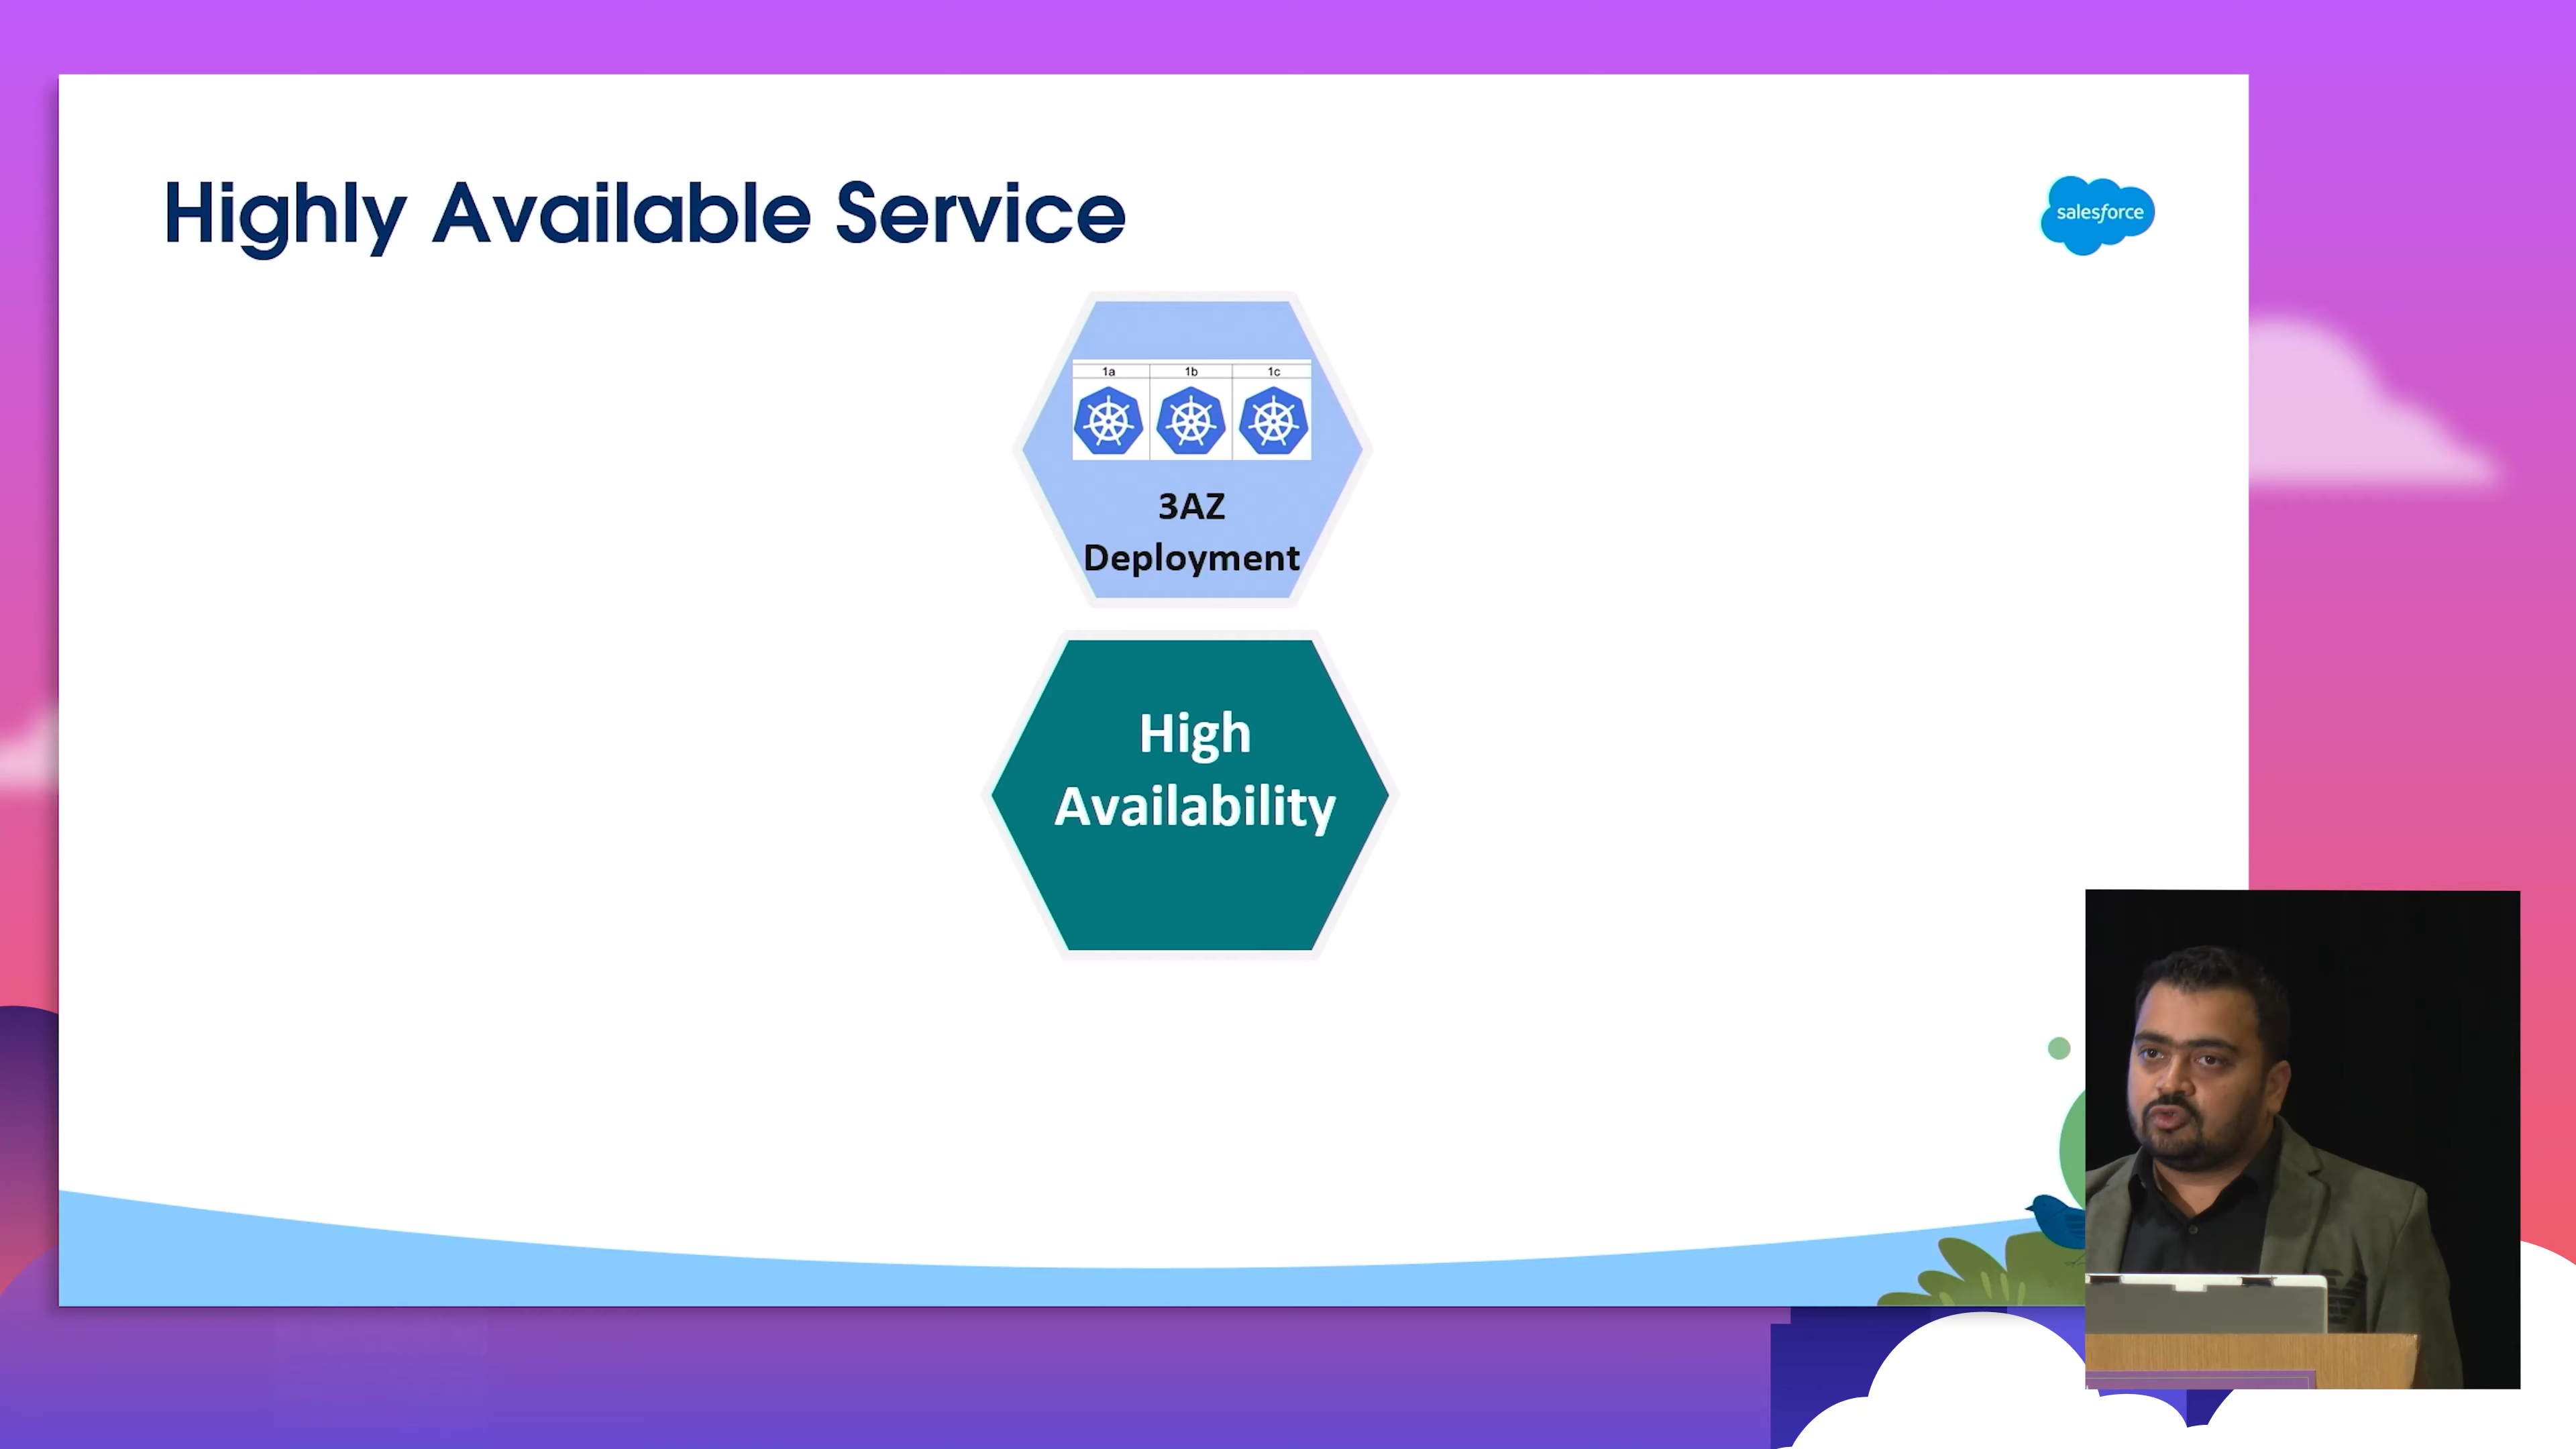 Highly Available Service
salesforce
1a 1b 1c
3AZ
Deployment
High
Availability